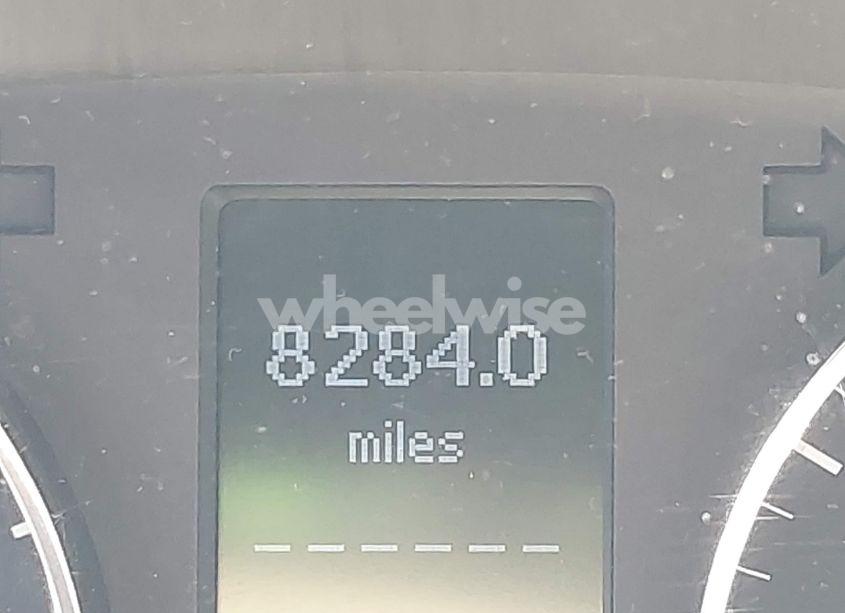 wheelwise
8284.0
miles
------